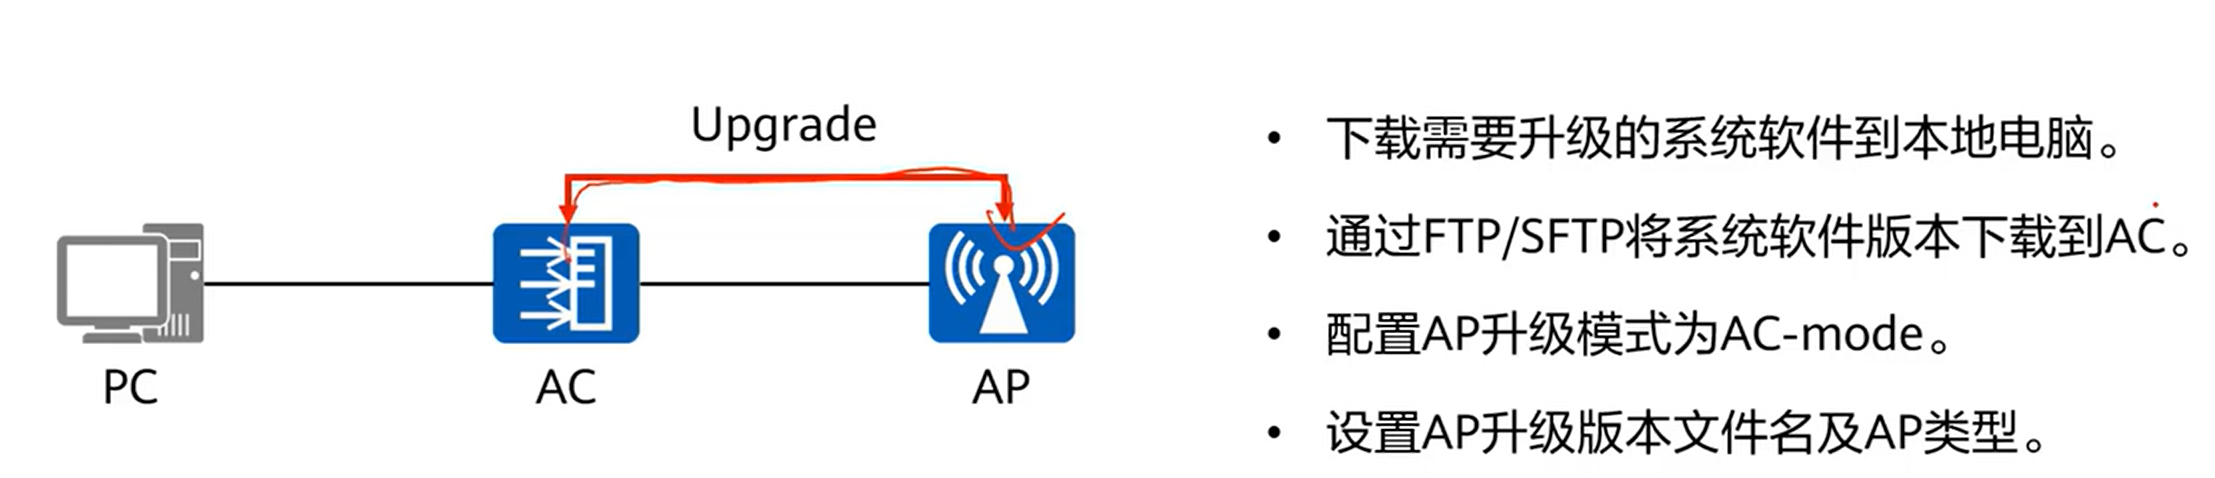 Upgrade
PC
AC
AP
• 下载需要升级的系统软件到本地电脑。
• 通过FTP/SFTP将系统软件版本下载到AC。
• 配置AP升级模式为AC-mode。
• 设置AP升级版本文件名及AP类型。